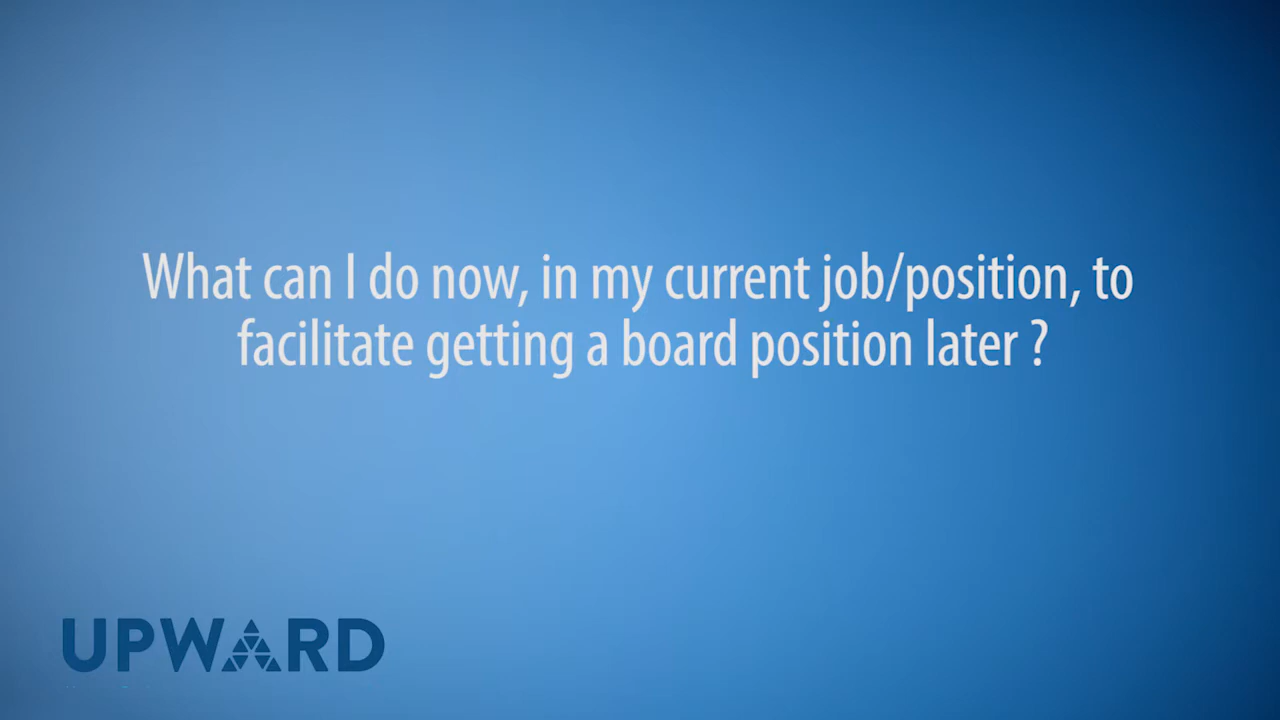 What can I do now, in my current job/position, to
facilitate getting a board position later ?
UPWARD